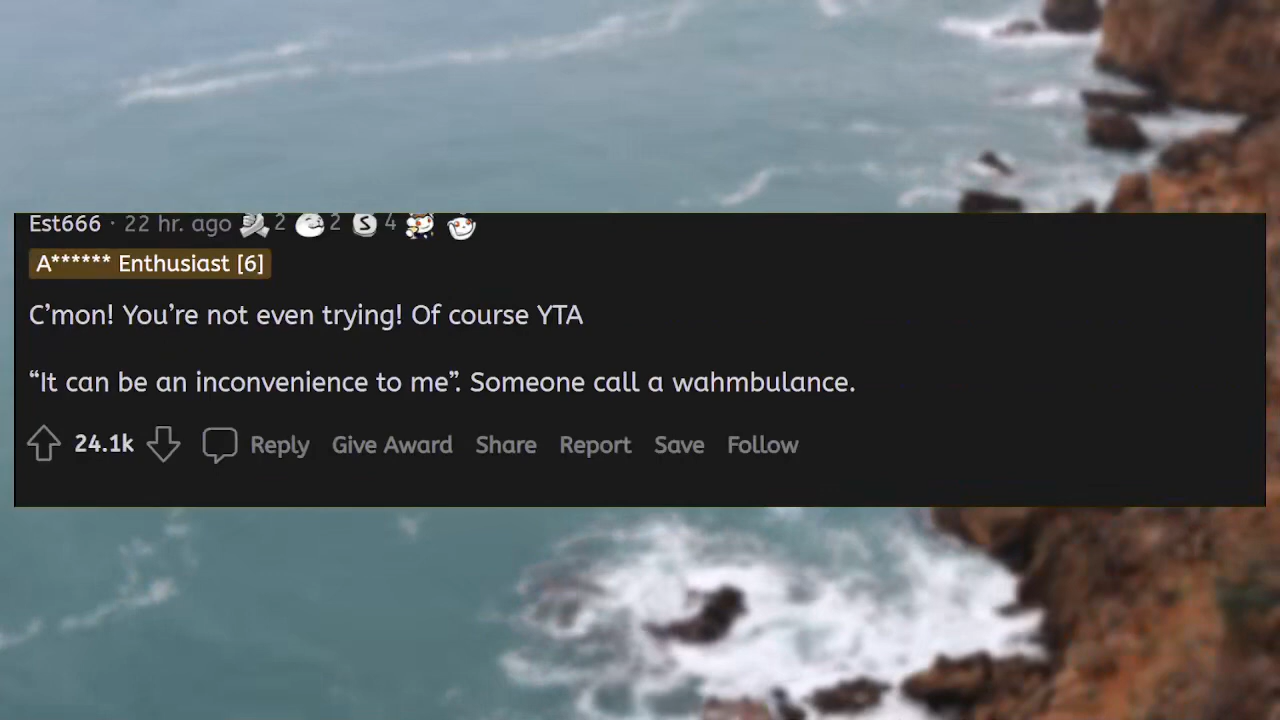 Est666 · 22 hr. ago 2 2 4
A****** Enthusiast [6]
C’mon! You’re not even trying! Of course YTA
“It can be an inconvenience to me”. Someone call a wahmbulance.
24.1k Reply Give Award Share Report Save Follow